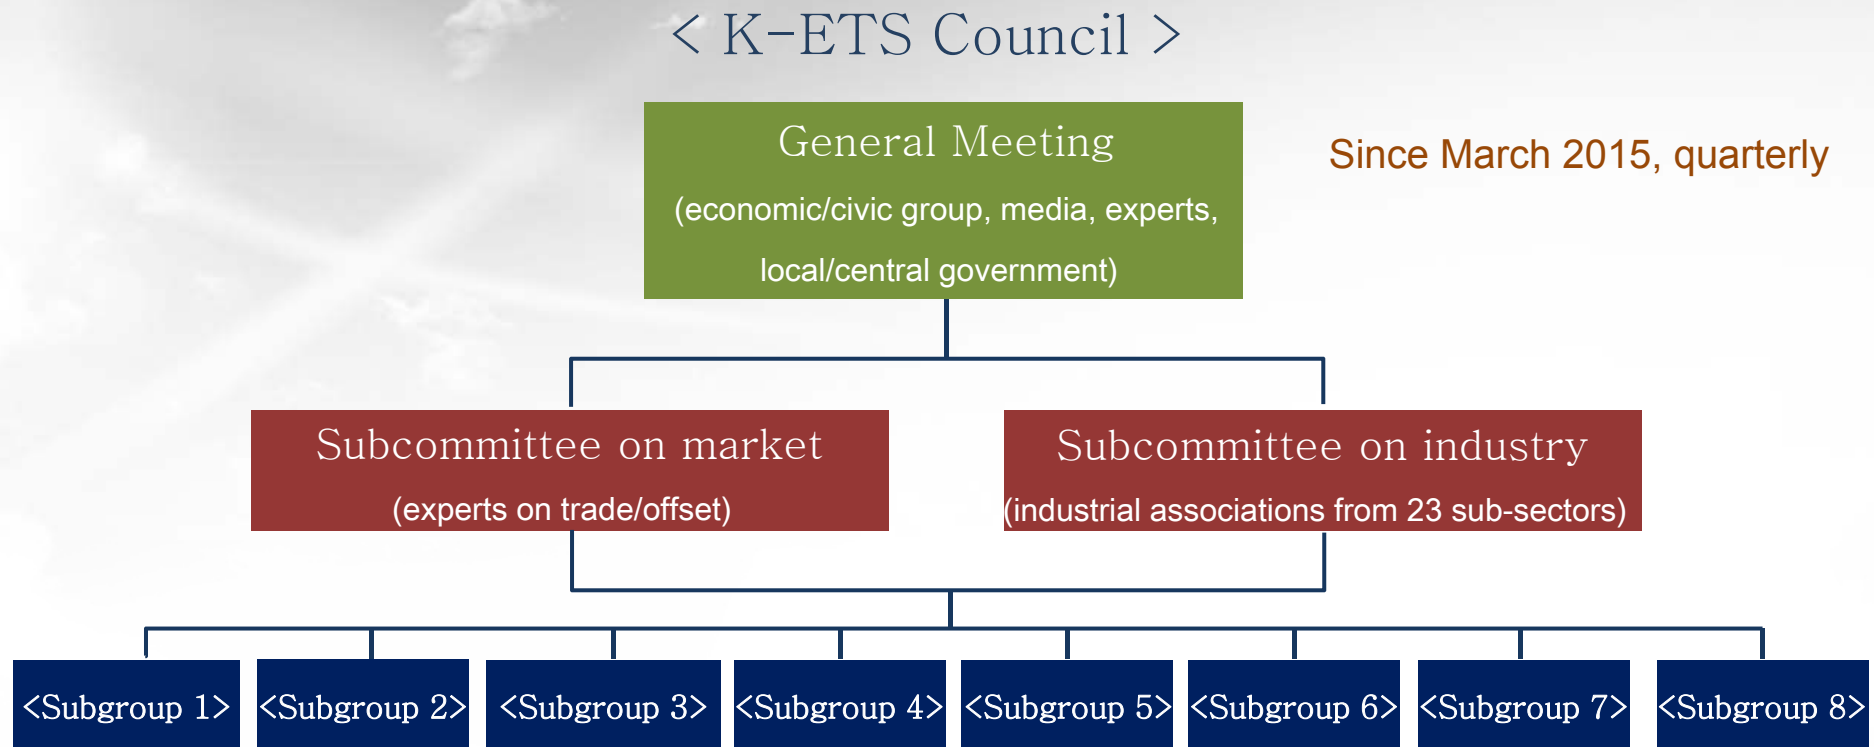 < K-ETS Council >
General Meeting
(economic/civic group, media, experts,
local/central government)
Since March 2015, quarterly
Subcommittee on market
(experts on trade/offset)
Subcommittee on industry
(industrial associations from 23 sub-sectors)
<Subgroup 1>
<Subgroup 2>
<Subgroup 3>
<Subgroup 4>
<Subgroup 5>
<Subgroup 6>
<Subgroup 7>
<Subgroup 8>